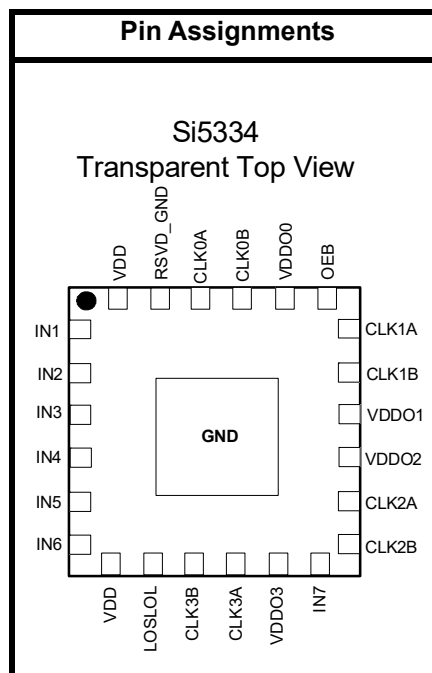 Pin Assignments
Si5334
Transparent Top View
VDD
RSVD_GND
CLK0A
CLK0B
VDDO0
OEB
IN1
IN2
IN3
IN4
IN5
IN6
GND
CLK1A
CLK1B
VDDO1
VDDO2
CLK2A
CLK2B
VDD
LOSLOL
CLK3B
CLK3A
VDDO3
IN7